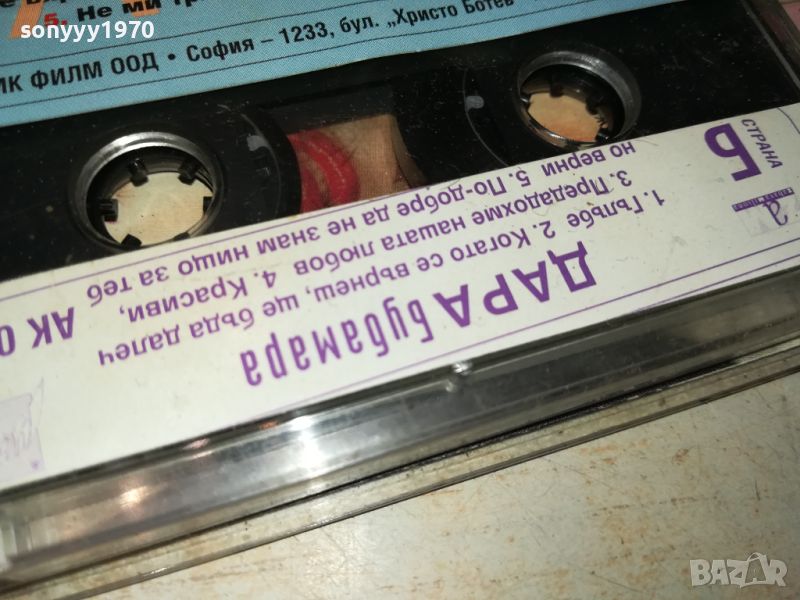 sonyyy1970
5. Не ми
ФИЛМ ООД • София – 1233, бул. „Христо Ботев
ДАРА Бубамара
1. Гълъбе 2. Когато се върнеш, ще бъда далеч
3. Предадохме нашата любов 4. Красиви,
но верни 5. По-добре да не знам нищо за теб
СТРАНА
Б
a
АК 0
BAZAR